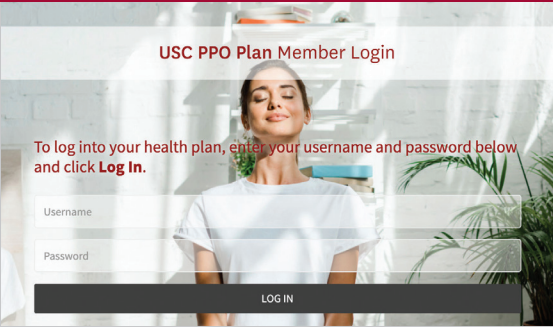 USC PPO Plan Member Login
To log into your health plan, enter your username and password below
and click Log In.
Username
Password
LOG IN